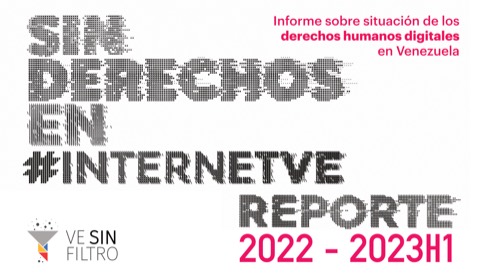 SIN
DERECHOS
EN
#INTERNETVE
REPORTE
2022 - 2023H1
Informe sobre situación de los
derechos humanos digitales
en Venezuela
VE SIN
FILTRO